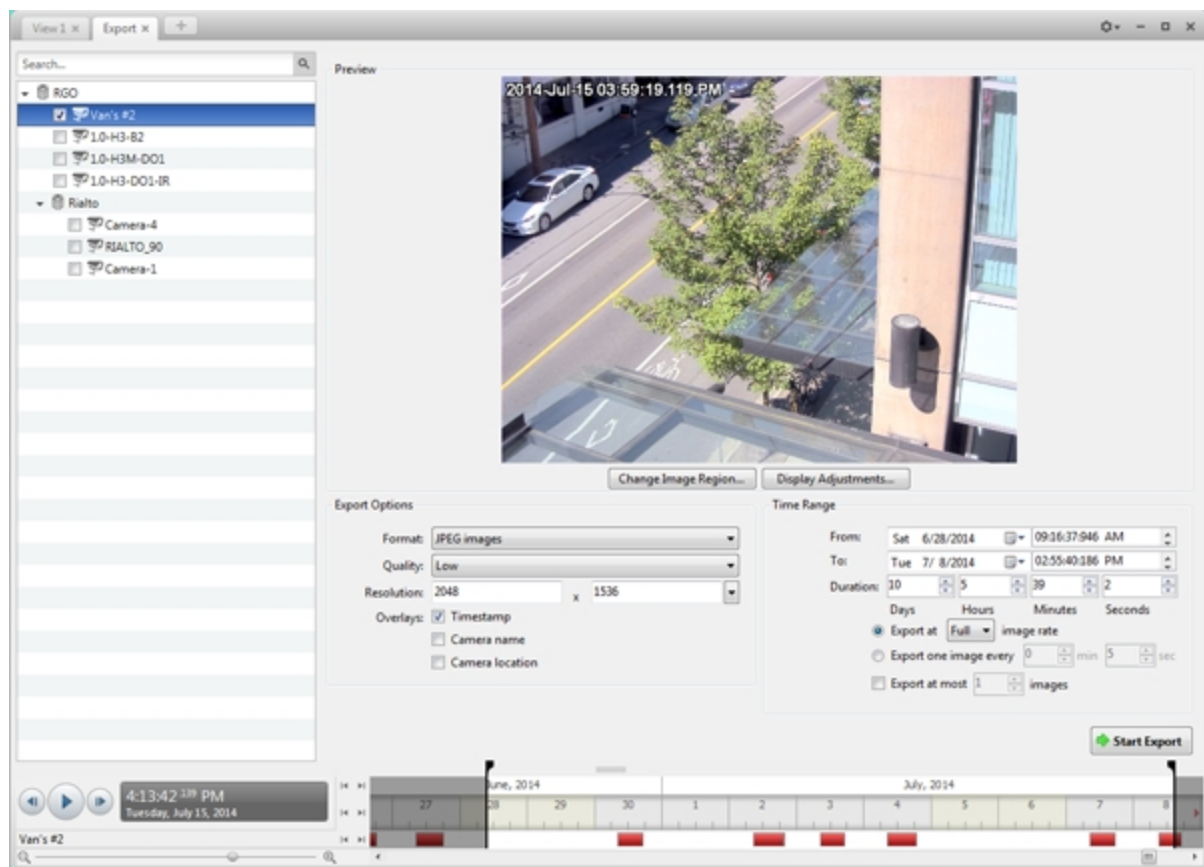 View 1 x Export x +
Search...
Preview
RGO
Van's #2
1.0-H3-B2
1.0-H3M-DO1
1.0-H3-DO1-IR
Rialto
Camera-4
RIALTO_90
Camera-1
2014-Jul-15 03:59:19.119 PM
Change Image Region... Display Adjustments...
Export Options
Format: JPEG images
Quality: Low
Resolution: 2048 x 1536
Overlays: Timestamp
Camera name
Camera location
Time Range
From: Sat 6/28/2014 09:16:37:946 AM
To: Tue 7/ 8/2014 02:55:40:186 PM
Duration: 10 5 39 2
Days Hours Minutes Seconds
Export at Full image rate
Export one image every 0 min 5 sec
Export at most 1 images
Start Export
4:13:42.139 PM
Tuesday, July 15, 2014
June, 2014 July, 2014
27 28 29 30 1 2 3 4 5 6 7 8
Van's #2